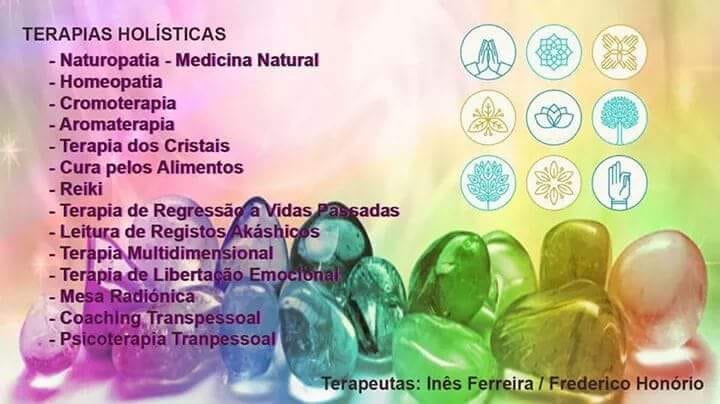 TERAPIAS HOLÍSTICAS
- Naturopatia - Medicina Natural
- Homeopatia
- Cromoterapia
- Aromaterapia
- Terapia dos Cristais
- Cura pelos Alimentos
- Reiki
- Terapia de Regressão a Vidas Passadas
- Leitura de Registos Akáshicos
- Terapia Multidimensional
- Terapia de Libertação Emocional
- Mesa Radiónica
- Coaching Transpessoal
- Psicoterapia Tranpessoal
Terapeutas: Inês Ferreira / Frederico Honório